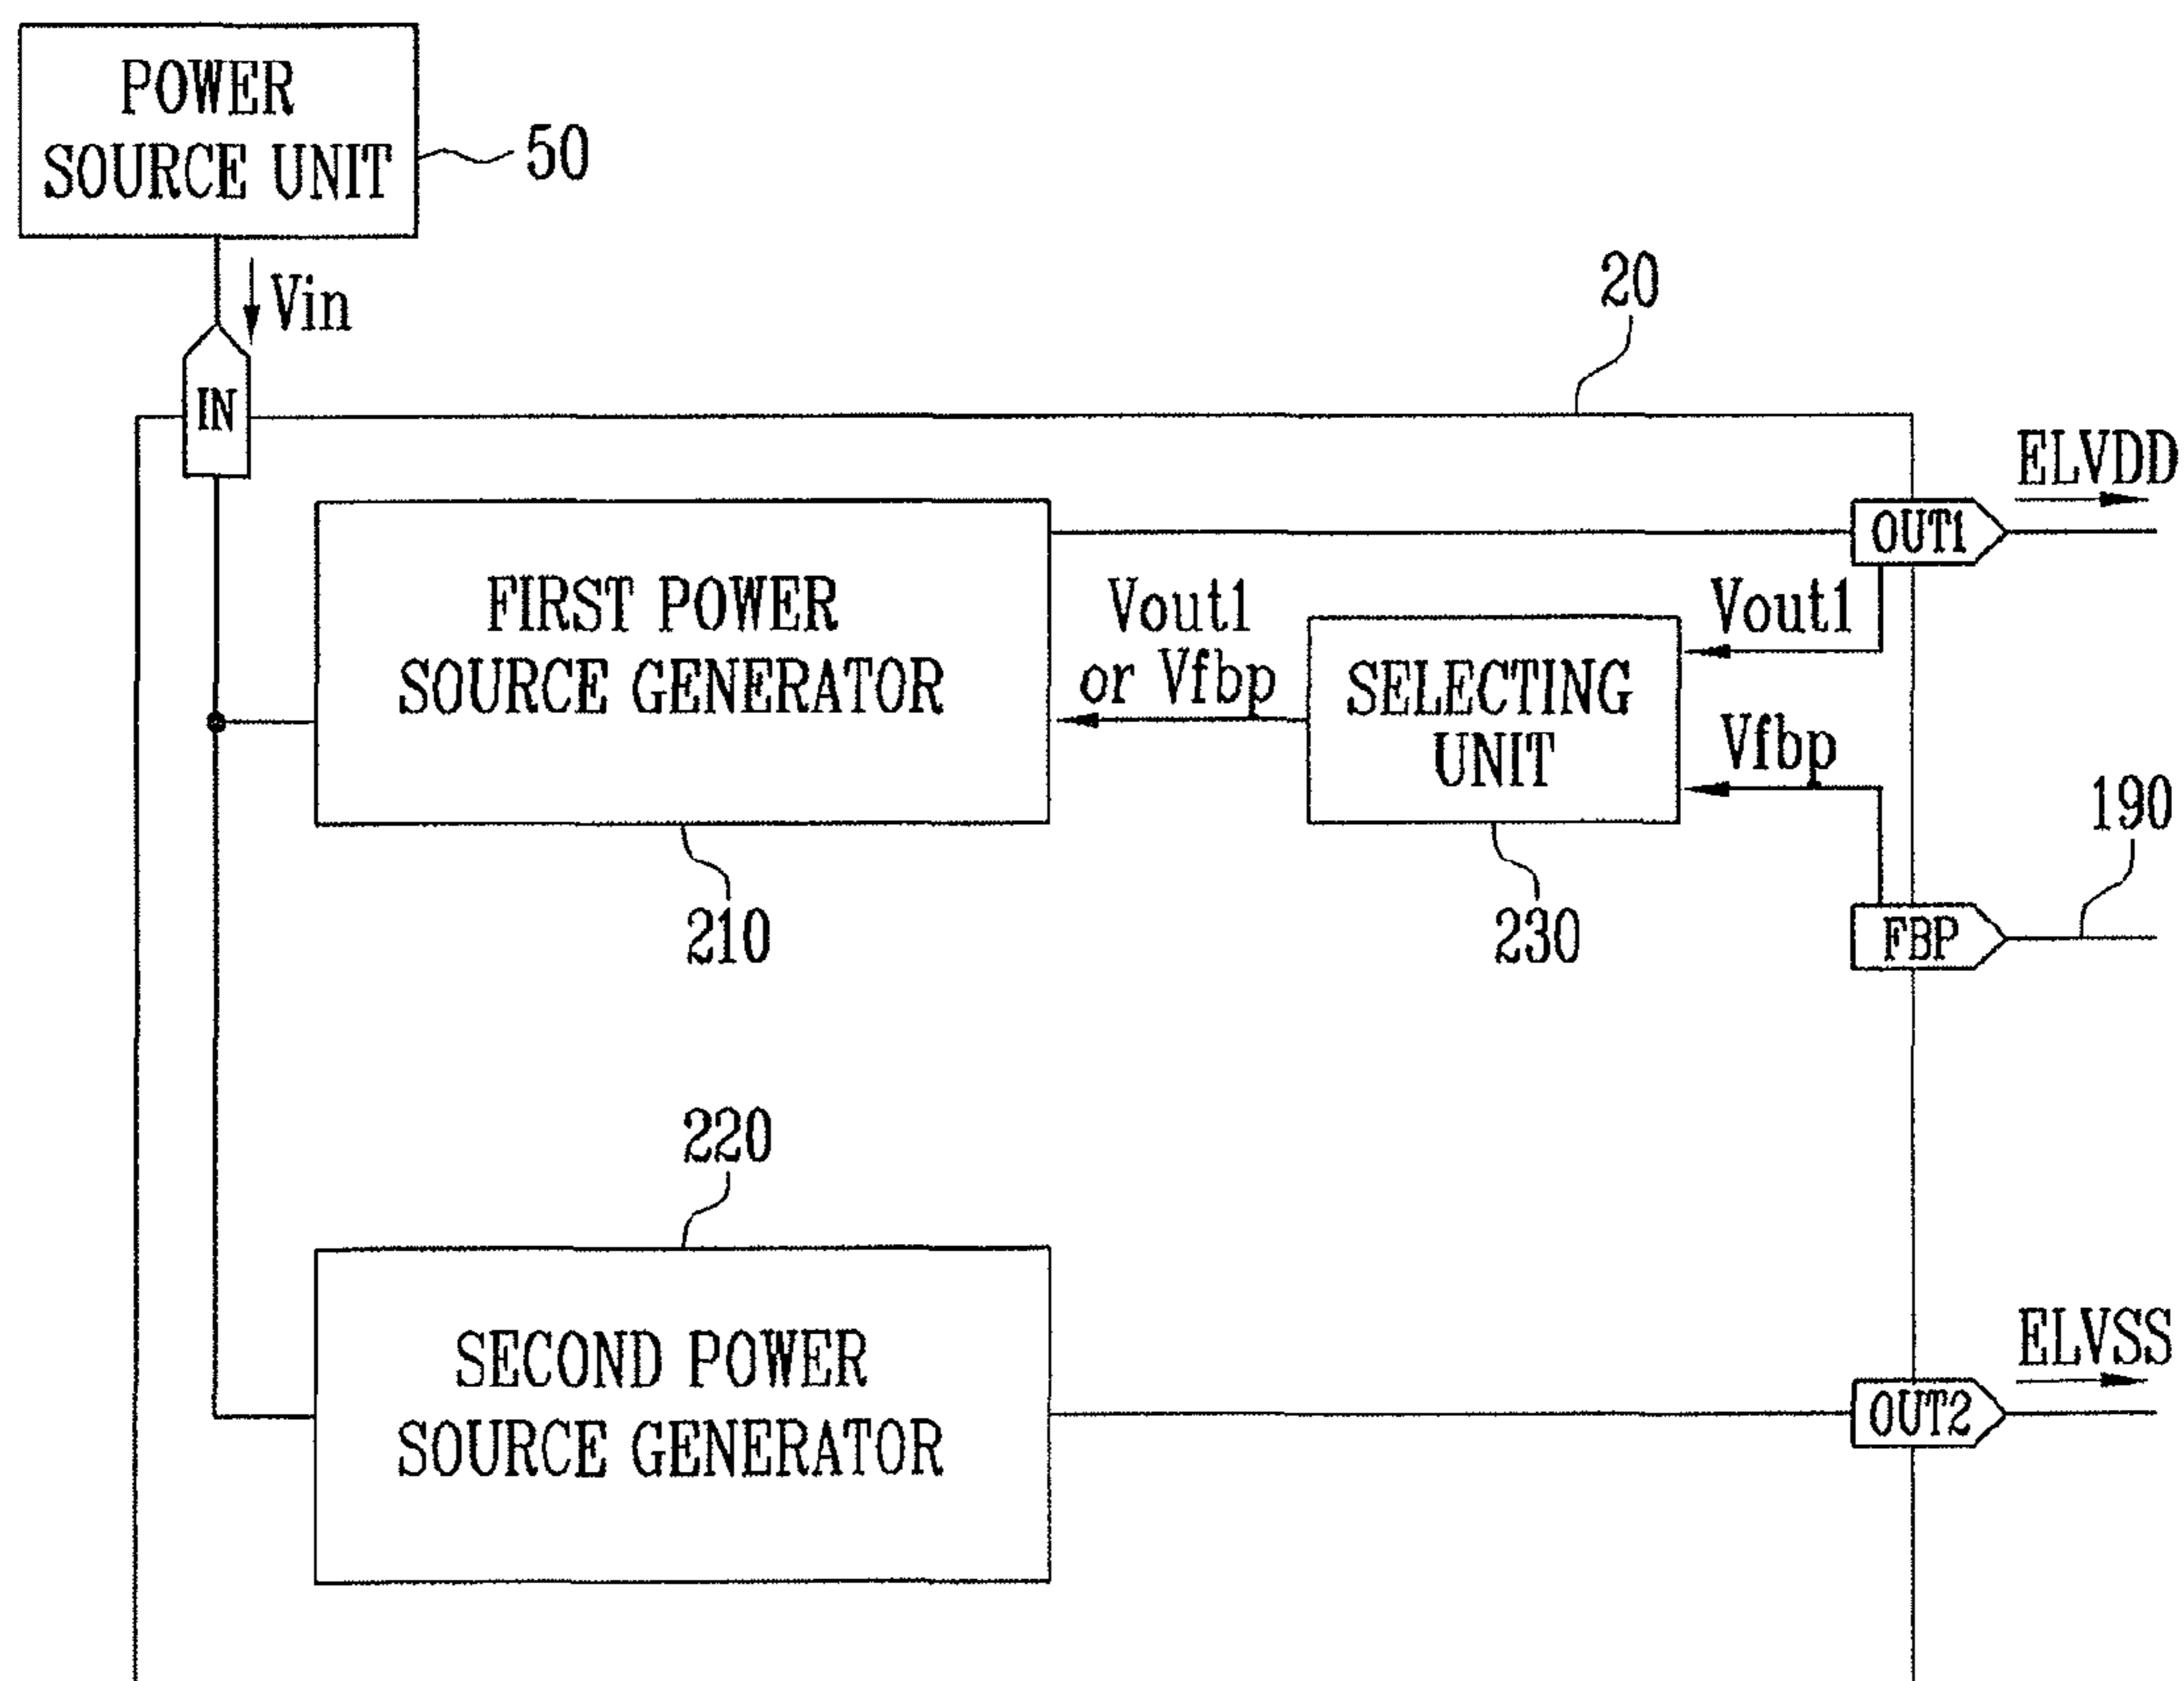 POWER
SOURCE UNIT
50
Vin
20
IN
ELVDD
OUT1
FIRST POWER
SOURCE GENERATOR
Vout1
or Vfbp
SELECTING
UNIT
Vout1
Vfbp
190
210
230
FBP
220
SECOND POWER
SOURCE GENERATOR
ELVSS
OUT2